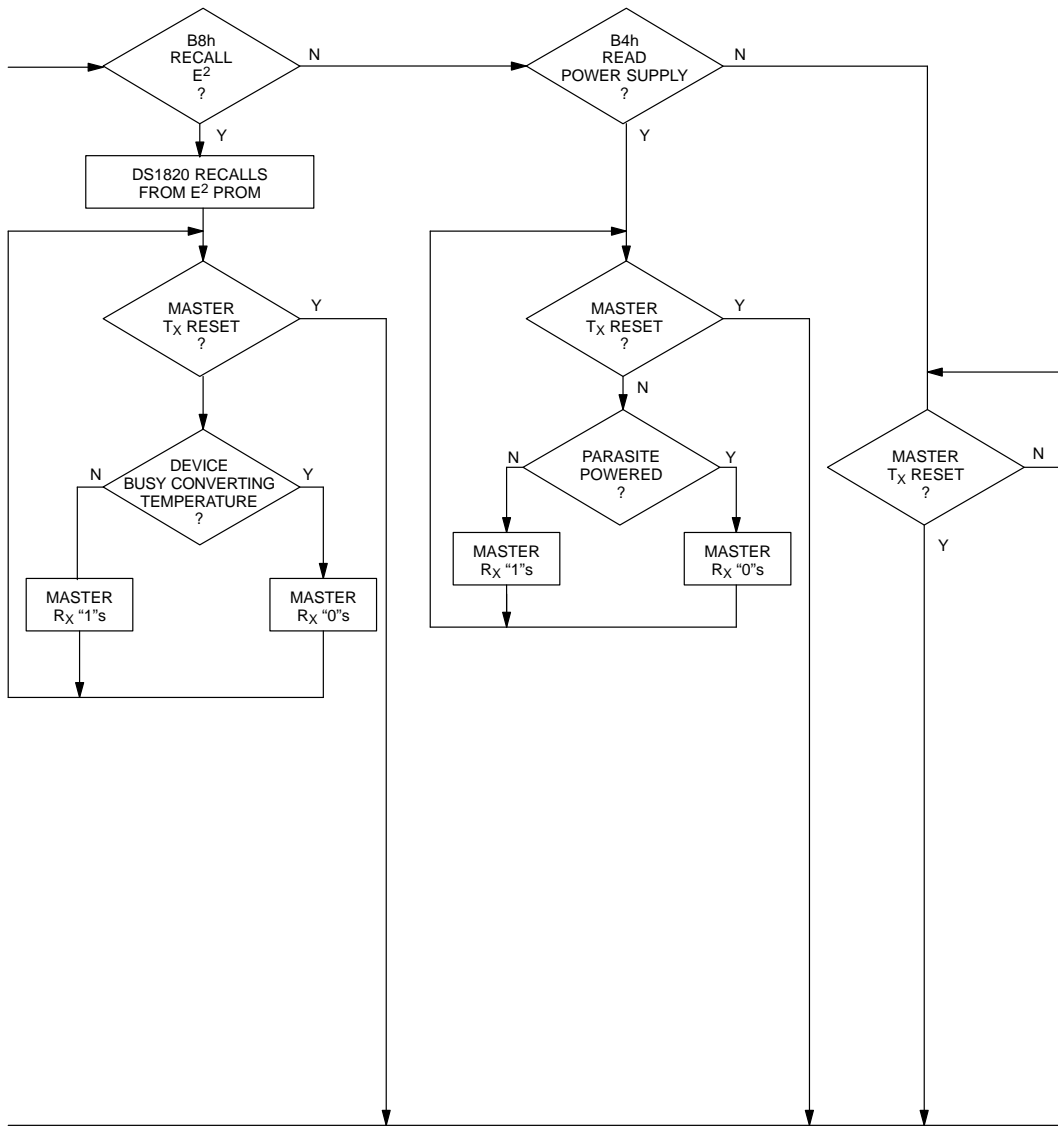 B8h
RECALL
E²
?
N
Y
B4h
READ
POWER SUPPLY
?
N
Y
DS1820 RECALLS
FROM E² PROM
MASTER
TX RESET
?
Y
MASTER
TX RESET
?
Y
N
DEVICE
BUSY CONVERTING
TEMPERATURE
?
N
Y
PARASITE
POWERED
?
N
Y
MASTER
TX RESET
?
N
Y
MASTER
RX “1”s
MASTER
RX “0”s
MASTER
RX “1”s
MASTER
RX “0”s